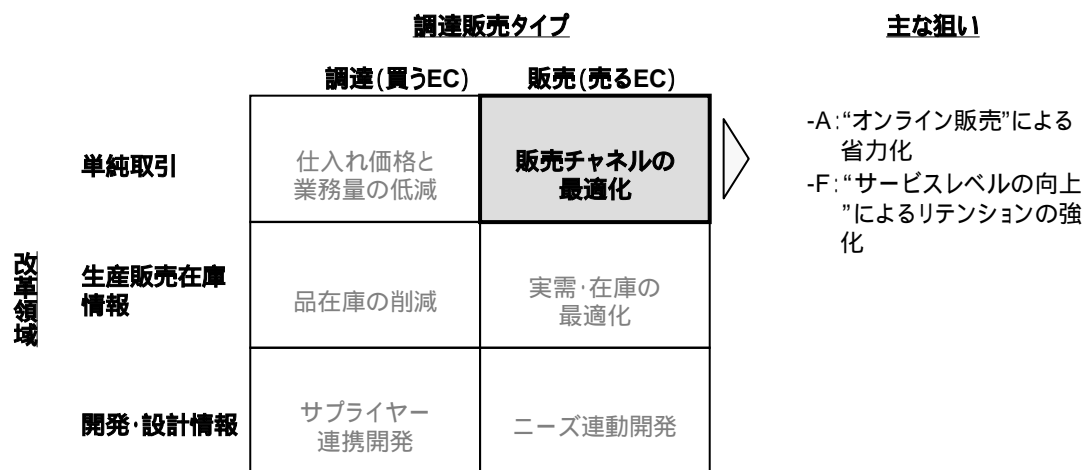 調達販売タイプ
主な狙い
調達(買うEC)
販売(売るEC)
単純取引
仕入れ価格と
業務量の低減
販売チャネルの
最適化
-A:“オンライン販売”による
省力化
-F:“サービスレベルの向上
”によるリテンションの強
化
改革領域
生産販売在庫
情報
品在庫の削減
実需･在庫の
最適化
開発･設計情報
サプライヤー
連携開発
ニーズ連動開発